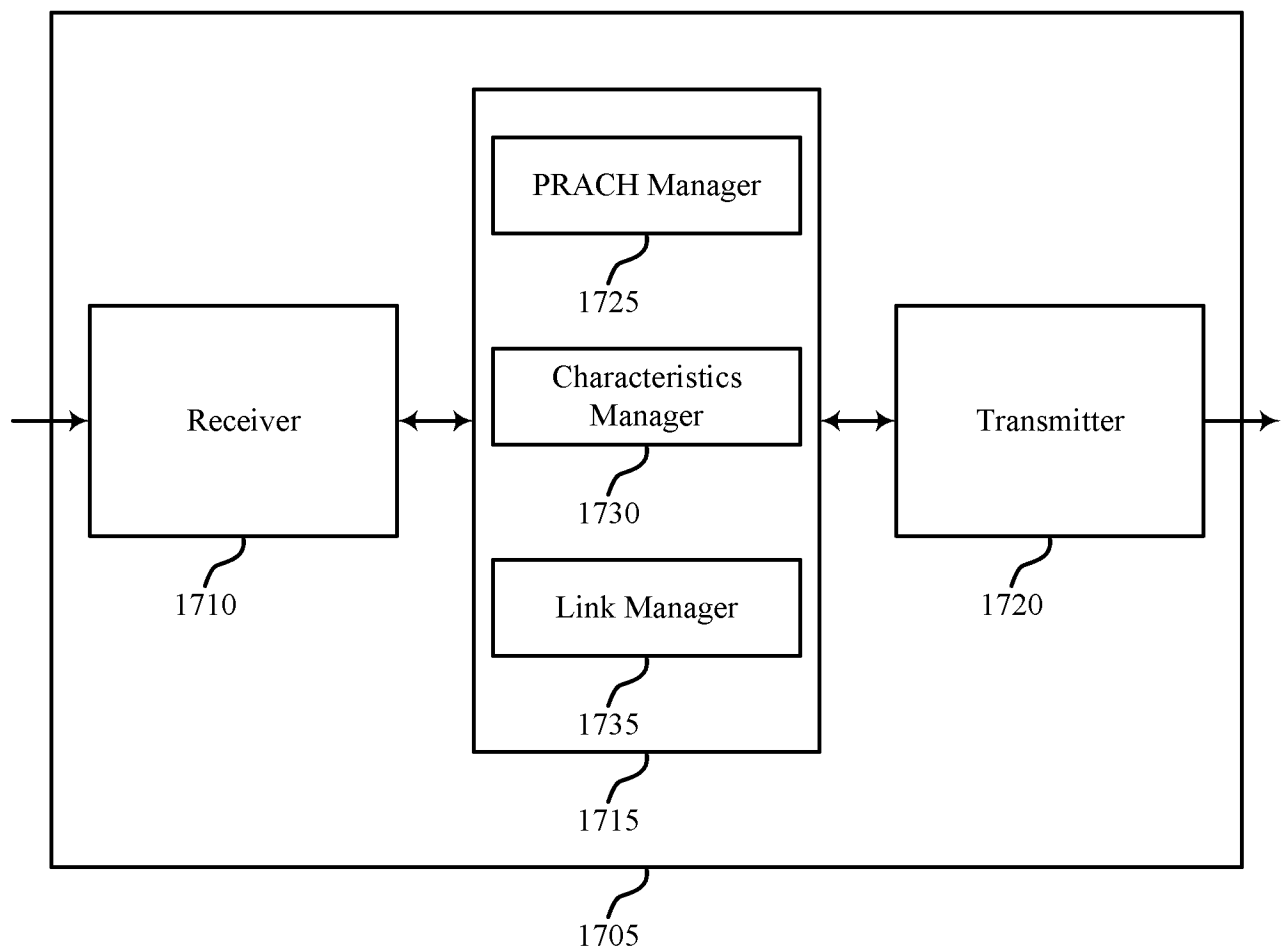 PRACH Manager
1725
Characteristics
Manager
1730
Link Manager
1735
1715
Receiver
1710
Transmitter
1720
1705